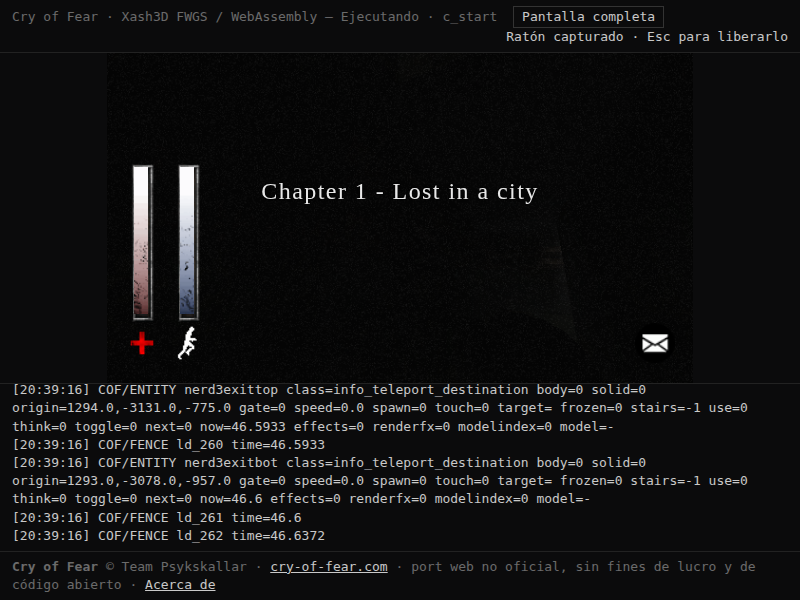 Cry of Fear · Xash3D FWGS / WebAssembly — Ejecutando · c_start Pantalla completa
Ratón capturado · Esc para liberarlo
Chapter 1 - Lost in a city
[20:39:16] COF/ENTITY nerd3exittop class=info_teleport_destination body=0 solid=0
origin=1294.0,-3131.0,-775.0 gate=0 speed=0.0 spawn=0 touch=0 target= frozen=0 stairs=-1 use=0
think=0 toggle=0 next=0 now=46.5933 effects=0 renderfx=0 modelindex=0 model=-
[20:39:16] COF/FENCE ld_260 time=46.5933
[20:39:16] COF/ENTITY nerd3exitbot class=info_teleport_destination body=0 solid=0
origin=1293.0,-3078.0,-957.0 gate=0 speed=0.0 spawn=0 touch=0 target= frozen=0 stairs=-1 use=0
think=0 toggle=0 next=0 now=46.6 effects=0 renderfx=0 modelindex=0 model=-
[20:39:16] COF/FENCE ld_261 time=46.6
[20:39:16] COF/FENCE ld_262 time=46.6372
Cry of Fear © Team Psykskallar · cry-of-fear.com · port web no oficial, sin fines de lucro y de
código abierto · Acerca de